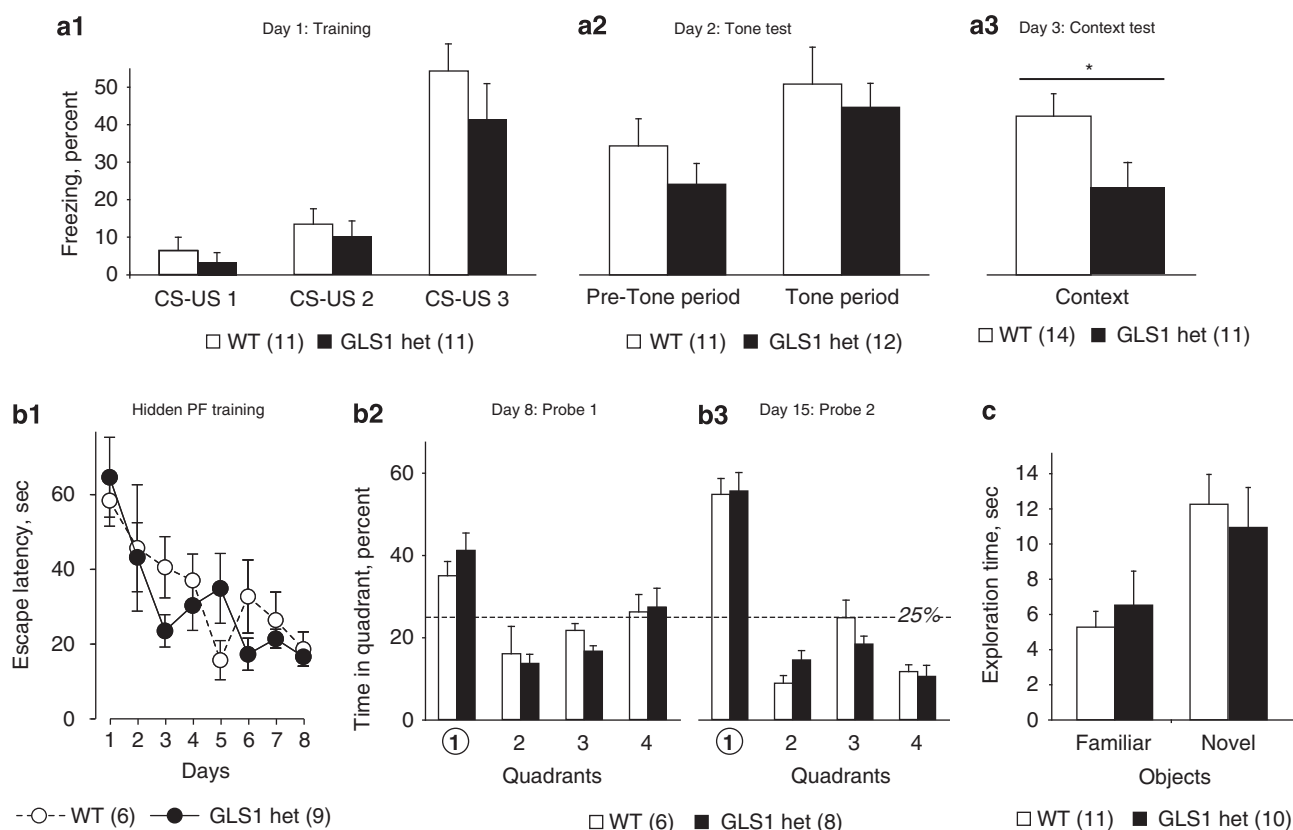 a1
Day 1: Training
Freezing, percent
50
40
30
20
10
0
CS-US 1 CS-US 2 CS-US 3
WT (11) GLS1 het (11)
a2
Day 2: Tone test
Pre-Tone period Tone period
WT (11) GLS1 het (12)
a3
Day 3: Context test
*
Context
WT (14) GLS1 het (11)
b1
Hidden PF training
Escape latency, sec
60
40
20
0
1 2 3 4 5 6 7 8
Days
WT (6) GLS1 het (9)
b2
Day 8: Probe 1
Time in quadrant, percent
60
40
20
0
1 2 3 4
Quadrants
b3
Day 15: Probe 2
25%
1 2 3 4
Quadrants
WT (6) GLS1 het (8)
c
Exploration time, sec
14
12
10
8
6
4
2
0
Familiar Novel
Objects
WT (11) GLS1 het (10)